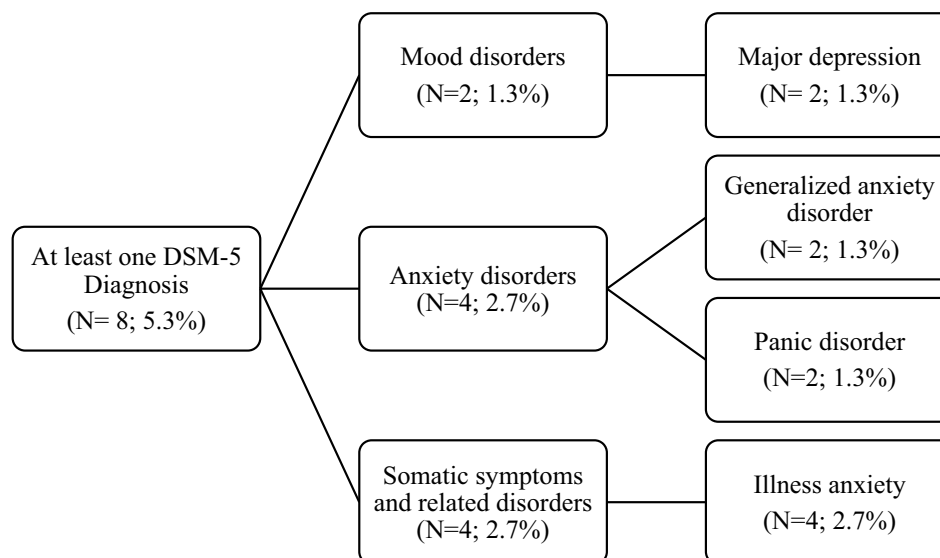 Mood disorders
(N=2; 1.3%)
Major depression
(N= 2; 1.3%)
Generalized anxiety
disorder
(N= 2; 1.3%)
At least one DSM-5
Diagnosis
(N= 8; 5.3%)
Anxiety disorders
(N=4; 2.7%)
Panic disorder
(N=2; 1.3%)
Somatic symptoms
and related disorders
(N=4; 2.7%)
Illness anxiety
(N=4; 2.7%)